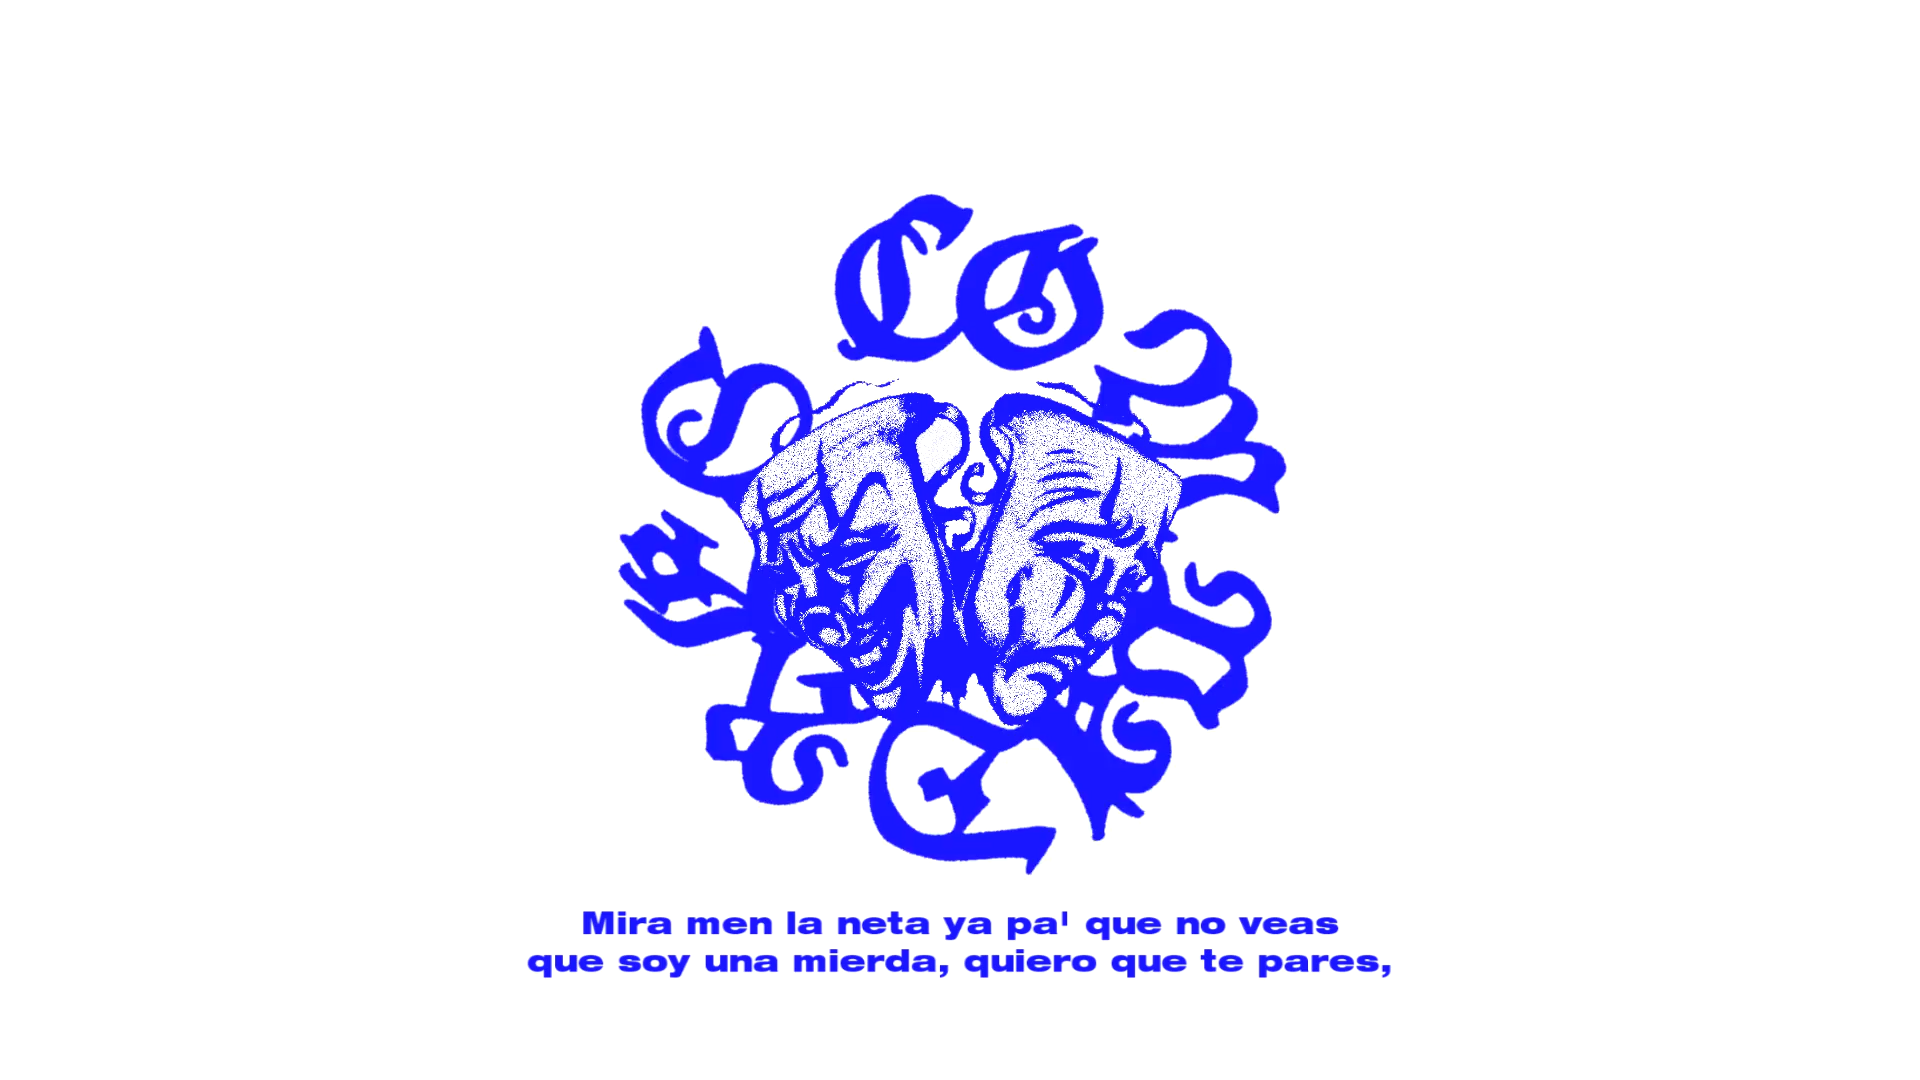 Mira men la neta ya pa' que no veas
que soy una mierda, quiero que te pares,